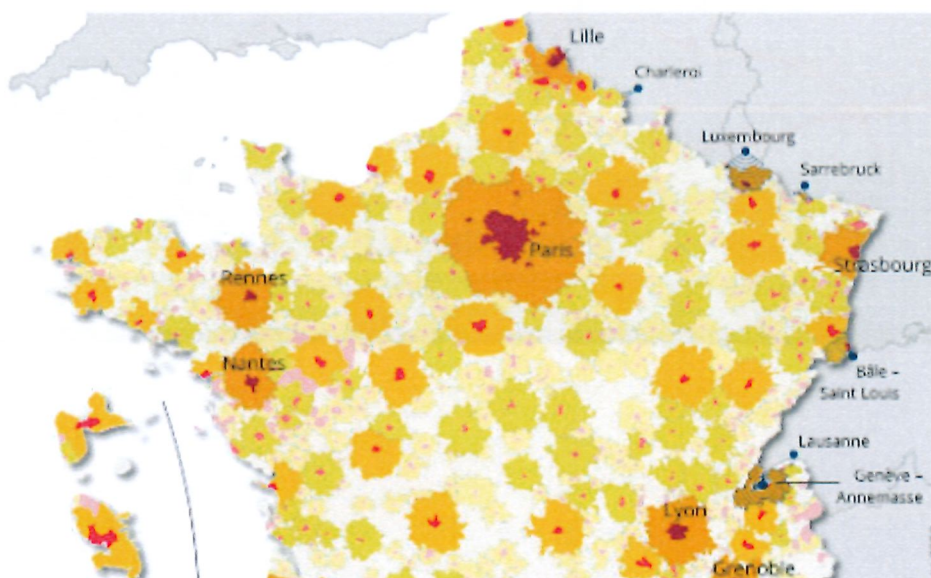 Lille
Charleroi
Luxembourg
Sarrebruck
Paris
Strasbourg
Rennes
Nantes
Bâle –
Saint Louis
Lausanne
Genève –
Annemasse
Lyon
Grenoble